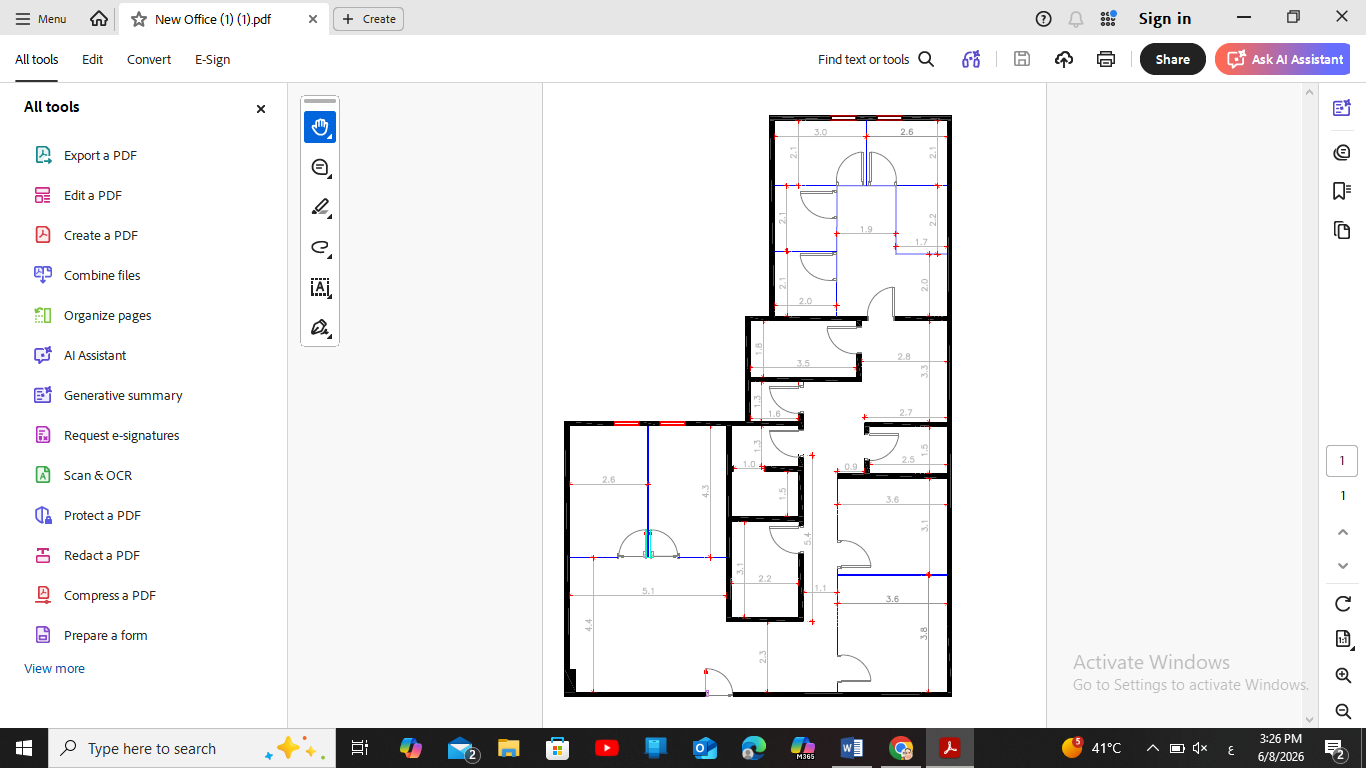 Menu
New Office (1) (1).pdf
Create
Sign in
All tools
Edit
Convert
E-Sign
Find text or tools
Share
Ask AI Assistant
All tools
Export a PDF
Edit a PDF
Create a PDF
Combine files
Organize pages
AI Assistant
Generative summary
Request e-signatures
Scan & OCR
Protect a PDF
Redact a PDF
Compress a PDF
Prepare a form
View more
3.0
2.6
2.1
2.1
2.1
2.2
1.9
1.7
2.1
2.0
2.0
1.8
3.5
2.8
3.3
1.3
1.6
2.7
1.3
1.0
1.5
0.9
2.5
1.5
2.6
4.3
3.6
3.1
5.4
3.1
2.2
1.1
5.1
3.6
4.4
2.3
3.8
1
1
1:1
Activate Windows
Go to Settings to activate Windows.
Type here to search
2
M365
5
41°C
ع
3:26 PM
6/8/2026
2